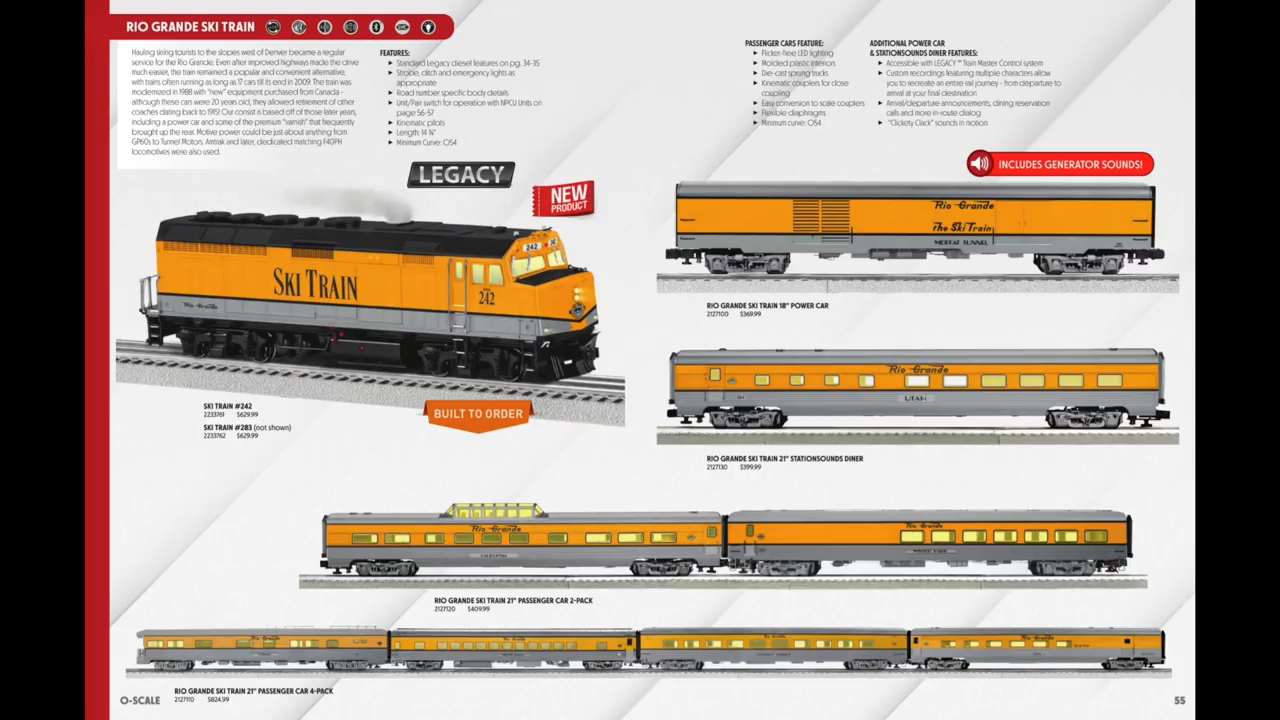 RIO GRANDE SKI TRAIN
Hauling skiing tourists to the slopes west of Denver became a regular
service for the Rio Grande. Even after improved highways made the drive
much easier, the train remained a popular and convenient alternative,
with trains often running as long as 17 cars till its end in 2009. The train was
modernized in 1988 with "new" equipment purchased from Canada -
although these cars were 20 years old, they allowed retirement of other
coaches dating back to 1915! Our consist is based off of those later years,
including a power car and some of the premium "varnish" that frequently
brought up the rear. Motive power could be just about anything from
GP60s to Tunnel Motors. Amtrak and later, dedicated matching F40PH
locomotives were also used.
FEATURES:
► Standard Legacy diesel features on pg. 34-35
► Strobe, ditch and emergency lights as
appropriate
► Road number specific body details
► Unit/Pair switch for operation with NPCU Units on
page 56-57
► Kinematic pilots
► Length: 14 ¾"
► Minimum Curve: O54
PASSENGER CARS FEATURE:
► Flicker-free LED lighting
► Molded plastic interiors
► Die-cast sprung trucks
► Kinematic couplers for close
coupling
► Easy conversion to scale couplers
► Flexible diaphragms
► Minimum curve: O54
ADDITIONAL POWER CAR
& STATIONSOUNDS DINER FEATURES:
► Accessible with LEGACY ™ Train Master Control system
► Custom recordings featuring multiple characters allow
you to recreate an entire rail journey - from departure to
arrival at your final destination
► Arrival/departure announcements, dining reservation
calls and more in-route dialog
► "Clickety Clack" sounds in motion
LEGACY
NEW
PRODUCT
INCLUDES GENERATOR SOUNDS!
242
SKI TRAIN
242
Rio Grande
Rio Grande
The Ski Train
MOFFAT TUNNEL
RIO GRANDE SKI TRAIN 18" POWER CAR
2127100 $369.99
Rio Grande
UTAH
SKI TRAIN #242
2233761 $629.99
SKI TRAIN #283 (not shown)
2233762 $629.99
BUILT TO ORDER
RIO GRANDE SKI TRAIN 21" STATIONSOUNDS DINER
2127130 $399.99
Rio Grande
CALIFORNIA
Rio Grande
RIO GRANDE SKI TRAIN 21" PASSENGER CAR 2-PACK
2127120 $409.99
Rio Grande
Rio Grande
Rio Grande
Rio Grande
RIO GRANDE SKI TRAIN 21" PASSENGER CAR 4-PACK
2127110 $824.99
O-SCALE
55